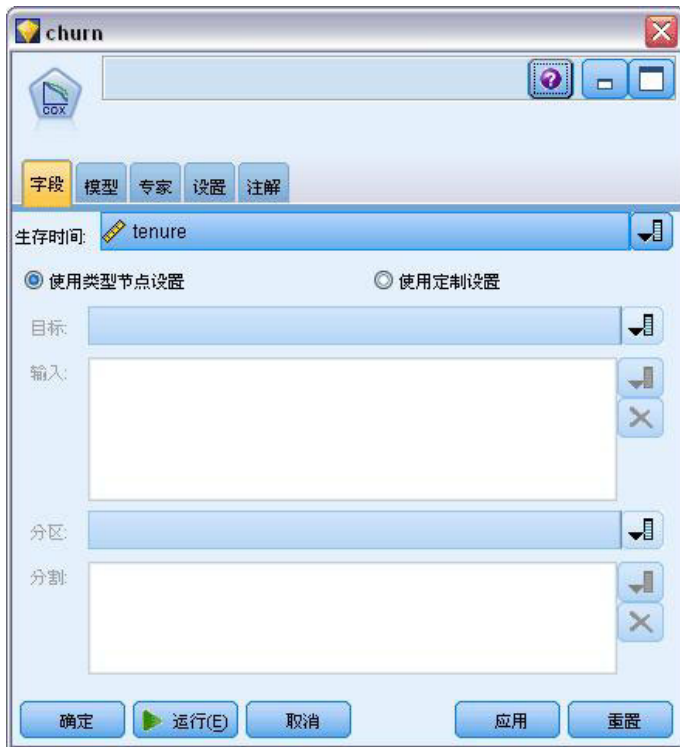 churn
COX
字段 模型 专家 设置 注解
生存时间: tenure
使用类型节点设置 使用定制设置
目标:
输入:
分区:
分割:
确定 运行(E) 取消 应用 重置